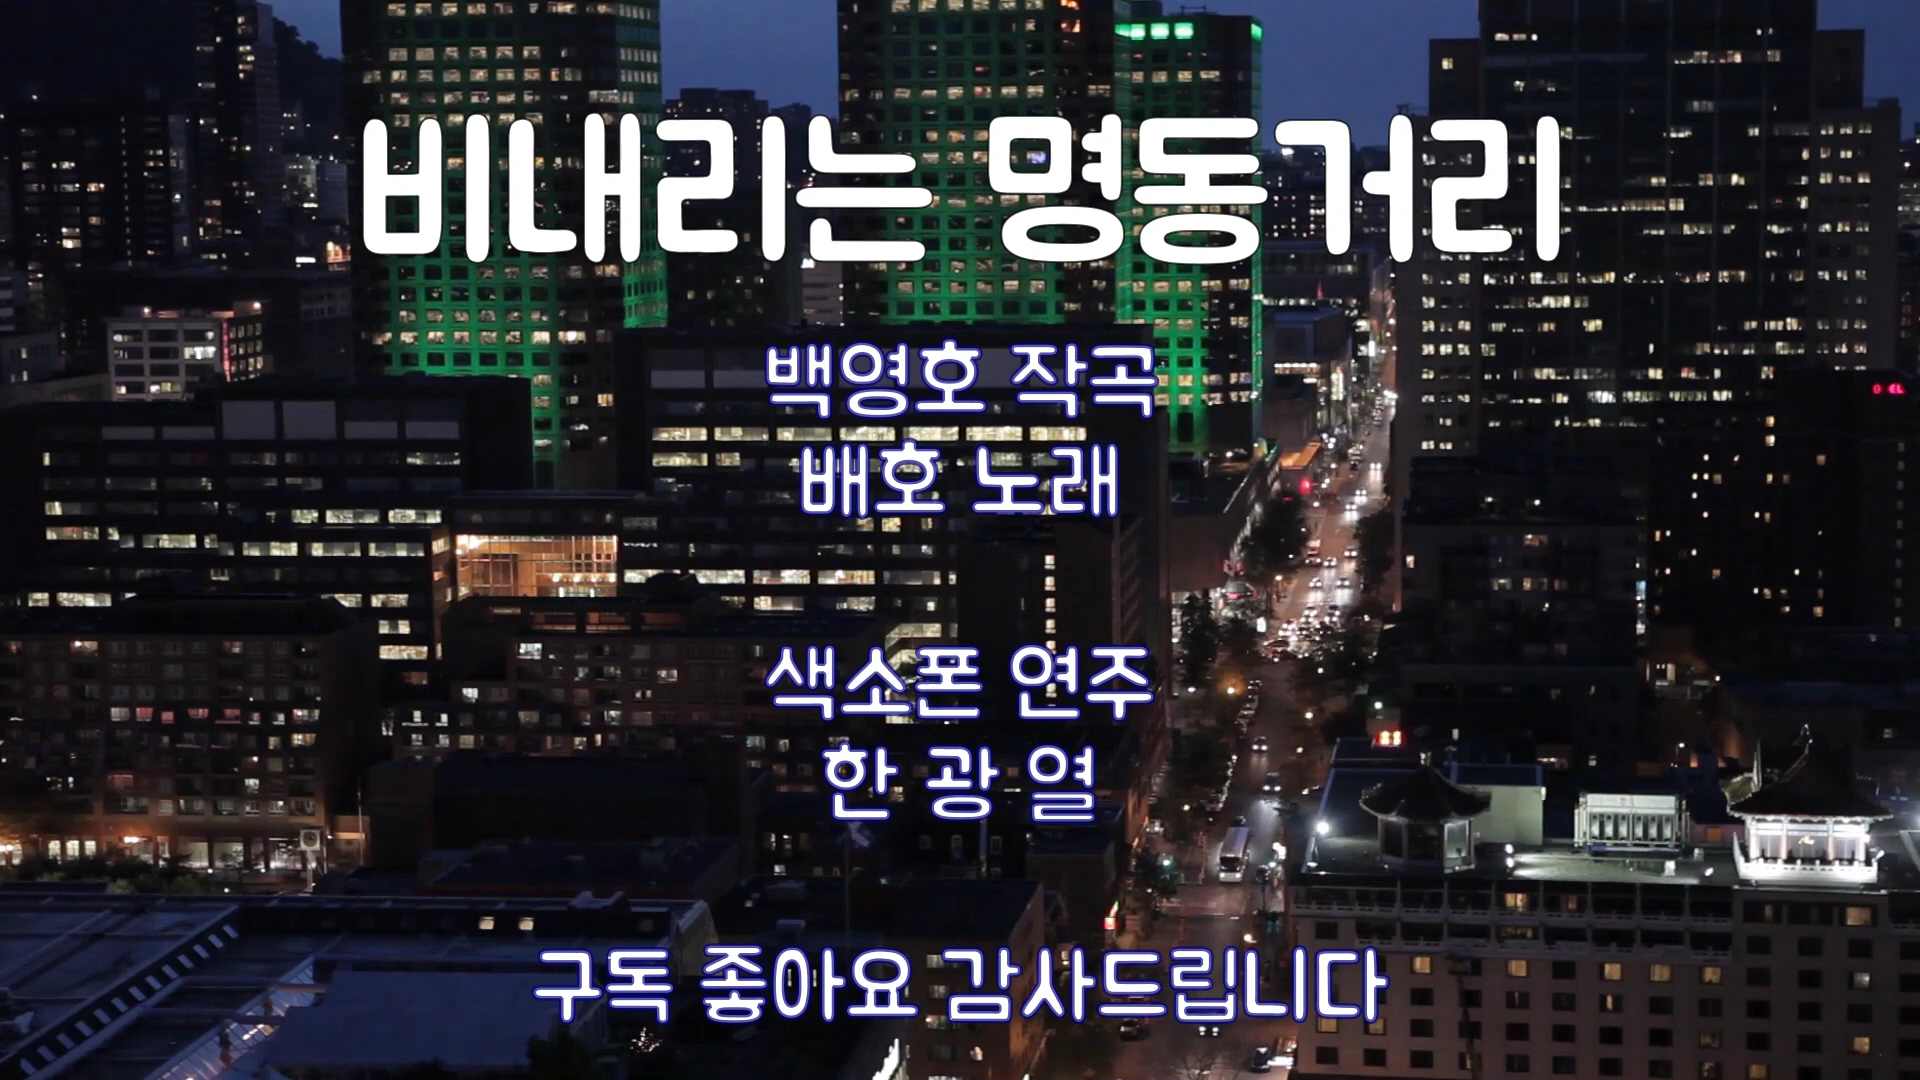 비내리는 명동거리
백영호 작곡
배호 노래
색소폰 연주
한 광 열
구독 좋아요 감사드립니다